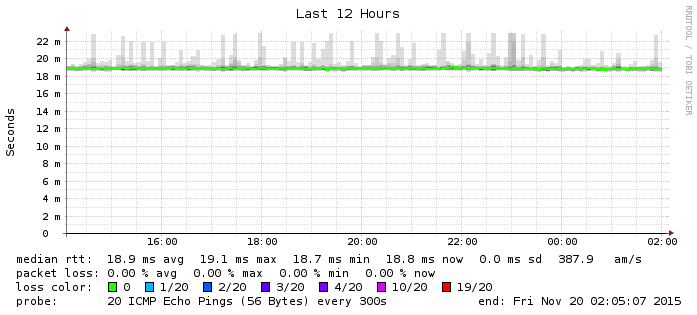 Last 12 Hours
RRDTOOL / TOBI OETIKER
Seconds
22 m
20 m
18 m
16 m
14 m
12 m
10 m
8 m
6 m
4 m
2 m
0
16:00 18:00 20:00 22:00 00:00 02:00
median rtt: 18.9 ms avg 19.1 ms max 18.7 ms min 18.8 ms now 0.0 ms sd 387.9 am/s
packet loss: 0.00 % avg 0.00 % max 0.00 % min 0.00 % now
loss color: 0 1/20 2/20 3/20 4/20 10/20 19/20
probe: 20 ICMP Echo Pings (56 Bytes) every 300s end: Fri Nov 20 02:05:07 2015